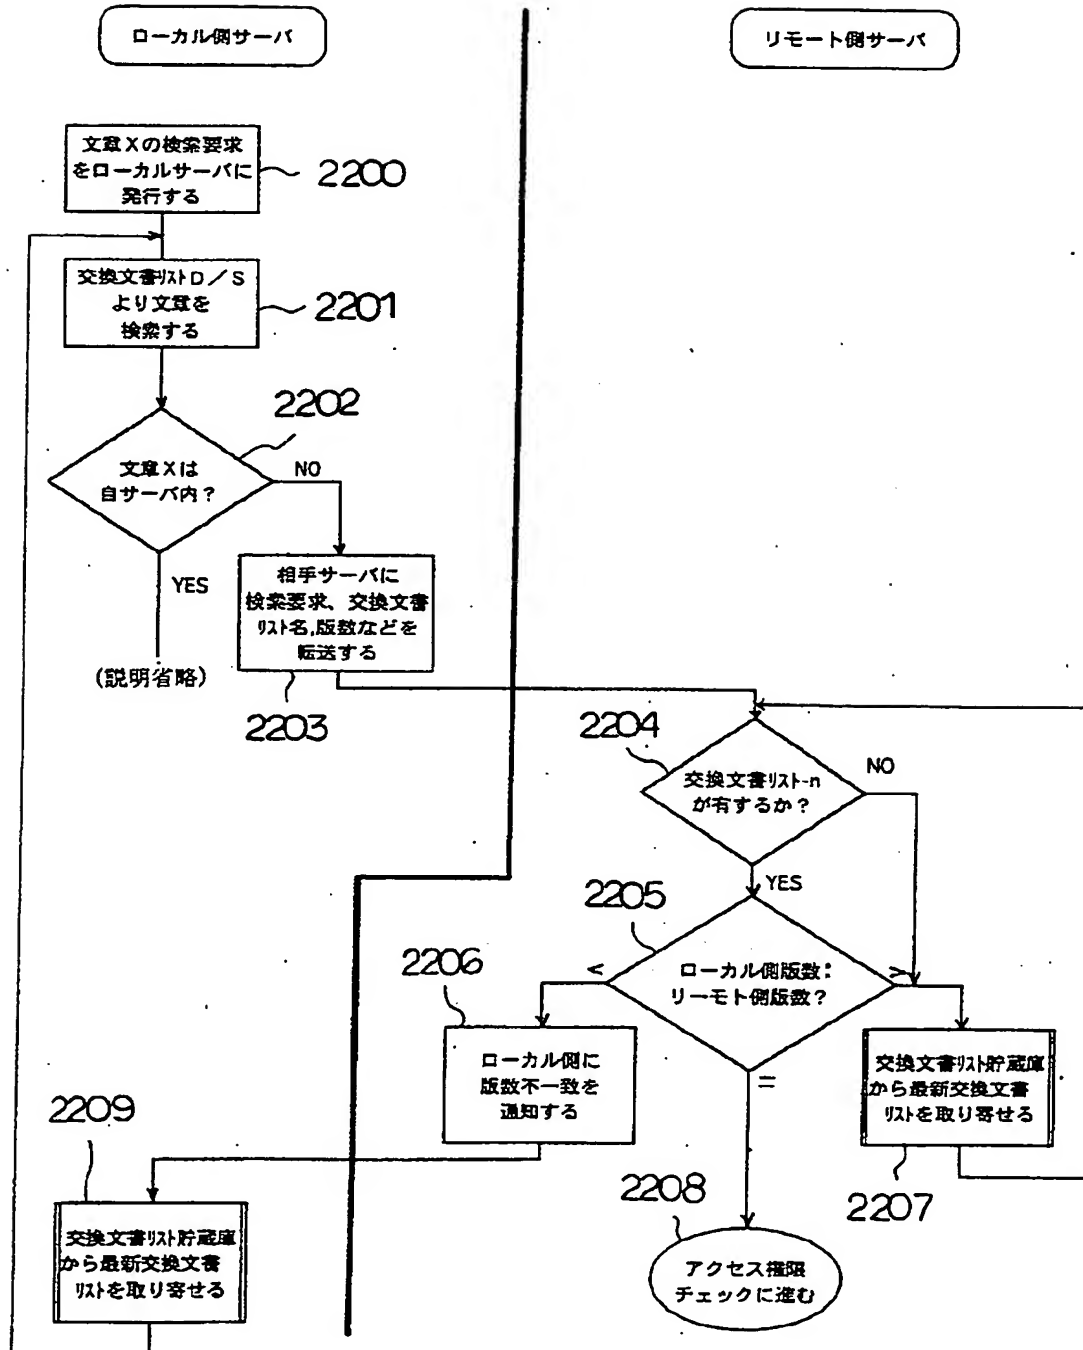 ローカル側サーバ
リモート側サーバ
文章Xの検索要求
をローカルサーバに
発行する
2200
交換文書リストD/S
より文章を
検索する
2201
2202
文章Xは
自サーバ内?
NO
YES
(説明省略)
相手サーバに
検索要求、交換文書
リスト名,版数などを
転送する
2203
2204
交換文書リスト-n
が有するか?
NO
YES
2205
ローカル側版数:
リーモト側版数?
<
>
=
2206
ローカル側に
版数不一致を
通知する
交換文書リスト貯蔵庫
から最新交換文書
リストを取り寄せる
2207
2208
アクセス権限
チェックに進む
2209
交換文書リスト貯蔵庫
から最新交換文書
リストを取り寄せる